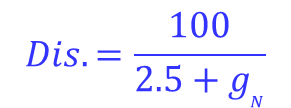 Dis. = 100 / (2.5 + g_N)